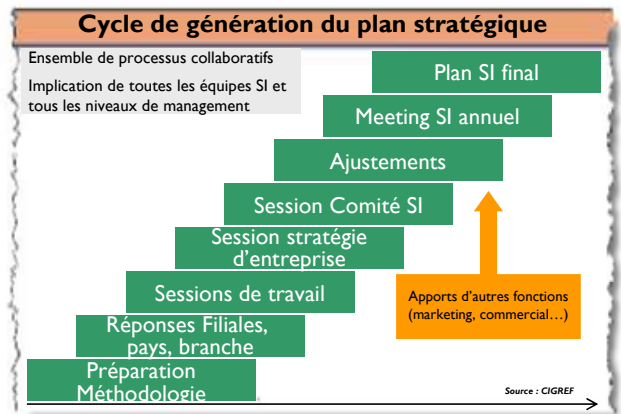 Cycle de génération du plan stratégique
Ensemble de processus collaboratifs
Implication de toutes les équipes SI et
tous les niveaux de management
Plan SI final
Meeting SI annuel
Ajustements
Session Comité SI
Session stratégie
d'entreprise
Sessions de travail
Réponses Filiales,
pays, branche
Préparation
Méthodologie
Apports d'autres fonctions
(marketing, commercial…)
Source : CIGREF